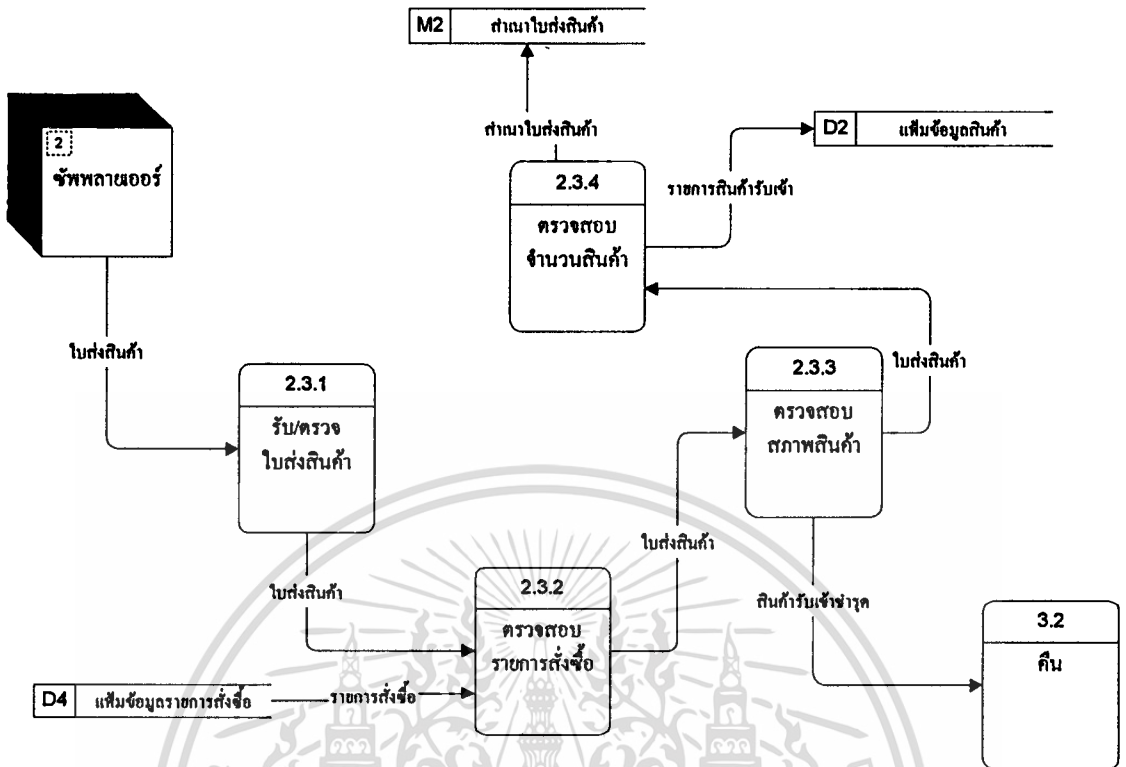 M2 สำเนาใบส่งสินค้า
2
ซัพพลายเออร์
สำเนาใบส่งสินค้า
D2 แฟ้มข้อมูลสินค้า
2.3.4
ตรวจสอบ
จำนวนสินค้า
รายการสินค้ารับเข้า
ใบส่งสินค้า
2.3.1
รับ/ตรวจ
ใบส่งสินค้า
2.3.3
ตรวจสอบ
สภาพสินค้า
ใบส่งสินค้า
ใบส่งสินค้า
2.3.2
ตรวจสอบ
รายการสั่งซื้อ
ใบส่งสินค้า
สินค้ารับเข้าชำรุด
3.2
คืน
D4 แฟ้มข้อมูลรายการสั่งซื้อ
รายการสั่งซื้อ